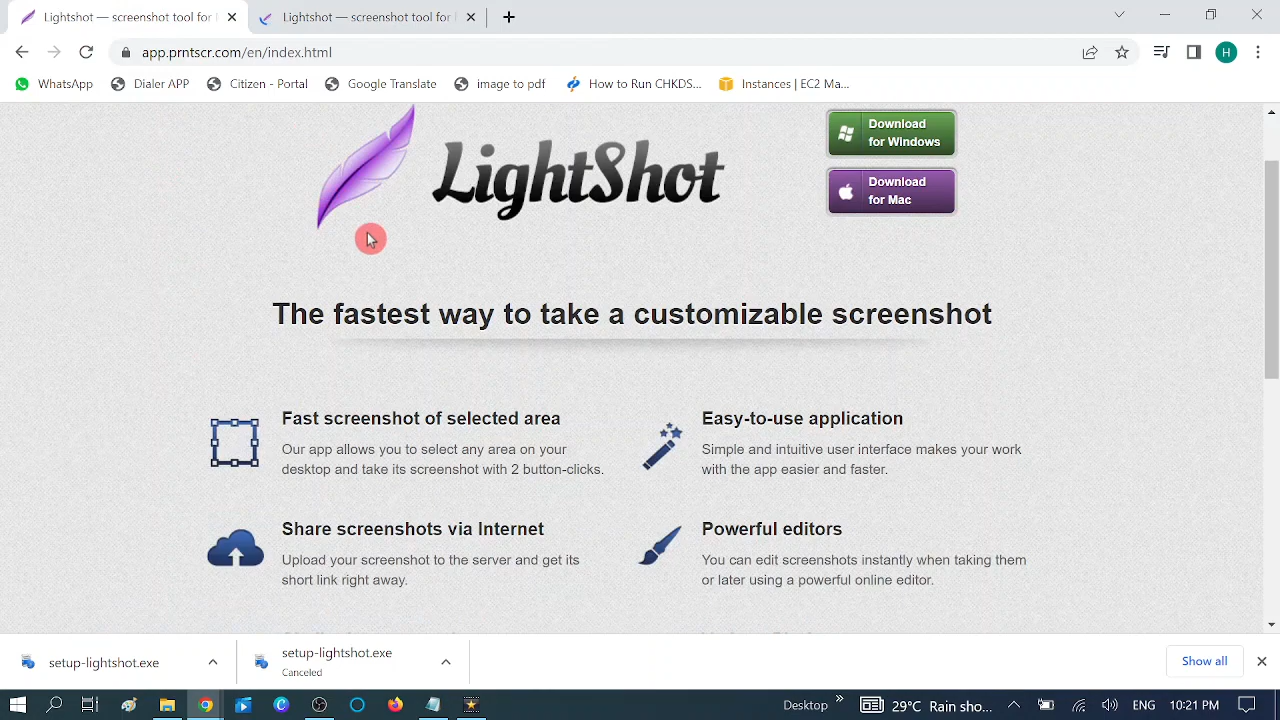 Lightshot — screenshot tool for
Lightshot — screenshot tool for
app.prntscr.com/en/index.html
H
WhatsApp
Dialer APP
Citizen - Portal
Google Translate
image to pdf
How to Run CHKDS...
Instances | EC2 Ma...
LightShot
Download
for Windows
Download
for Mac
The fastest way to take a customizable screenshot
Fast screenshot of selected area
Our app allows you to select any area on your
desktop and take its screenshot with 2 button-clicks.
Easy-to-use application
Simple and intuitive user interface makes your work
with the app easier and faster.
Share screenshots via Internet
Upload your screenshot to the server and get its
short link right away.
Powerful editors
You can edit screenshots instantly when taking them
or later using a powerful online editor.
setup-lightshot.exe
setup-lightshot.exe
Canceled
Show all
Desktop
29°C Rain sho...
ENG
10:21 PM